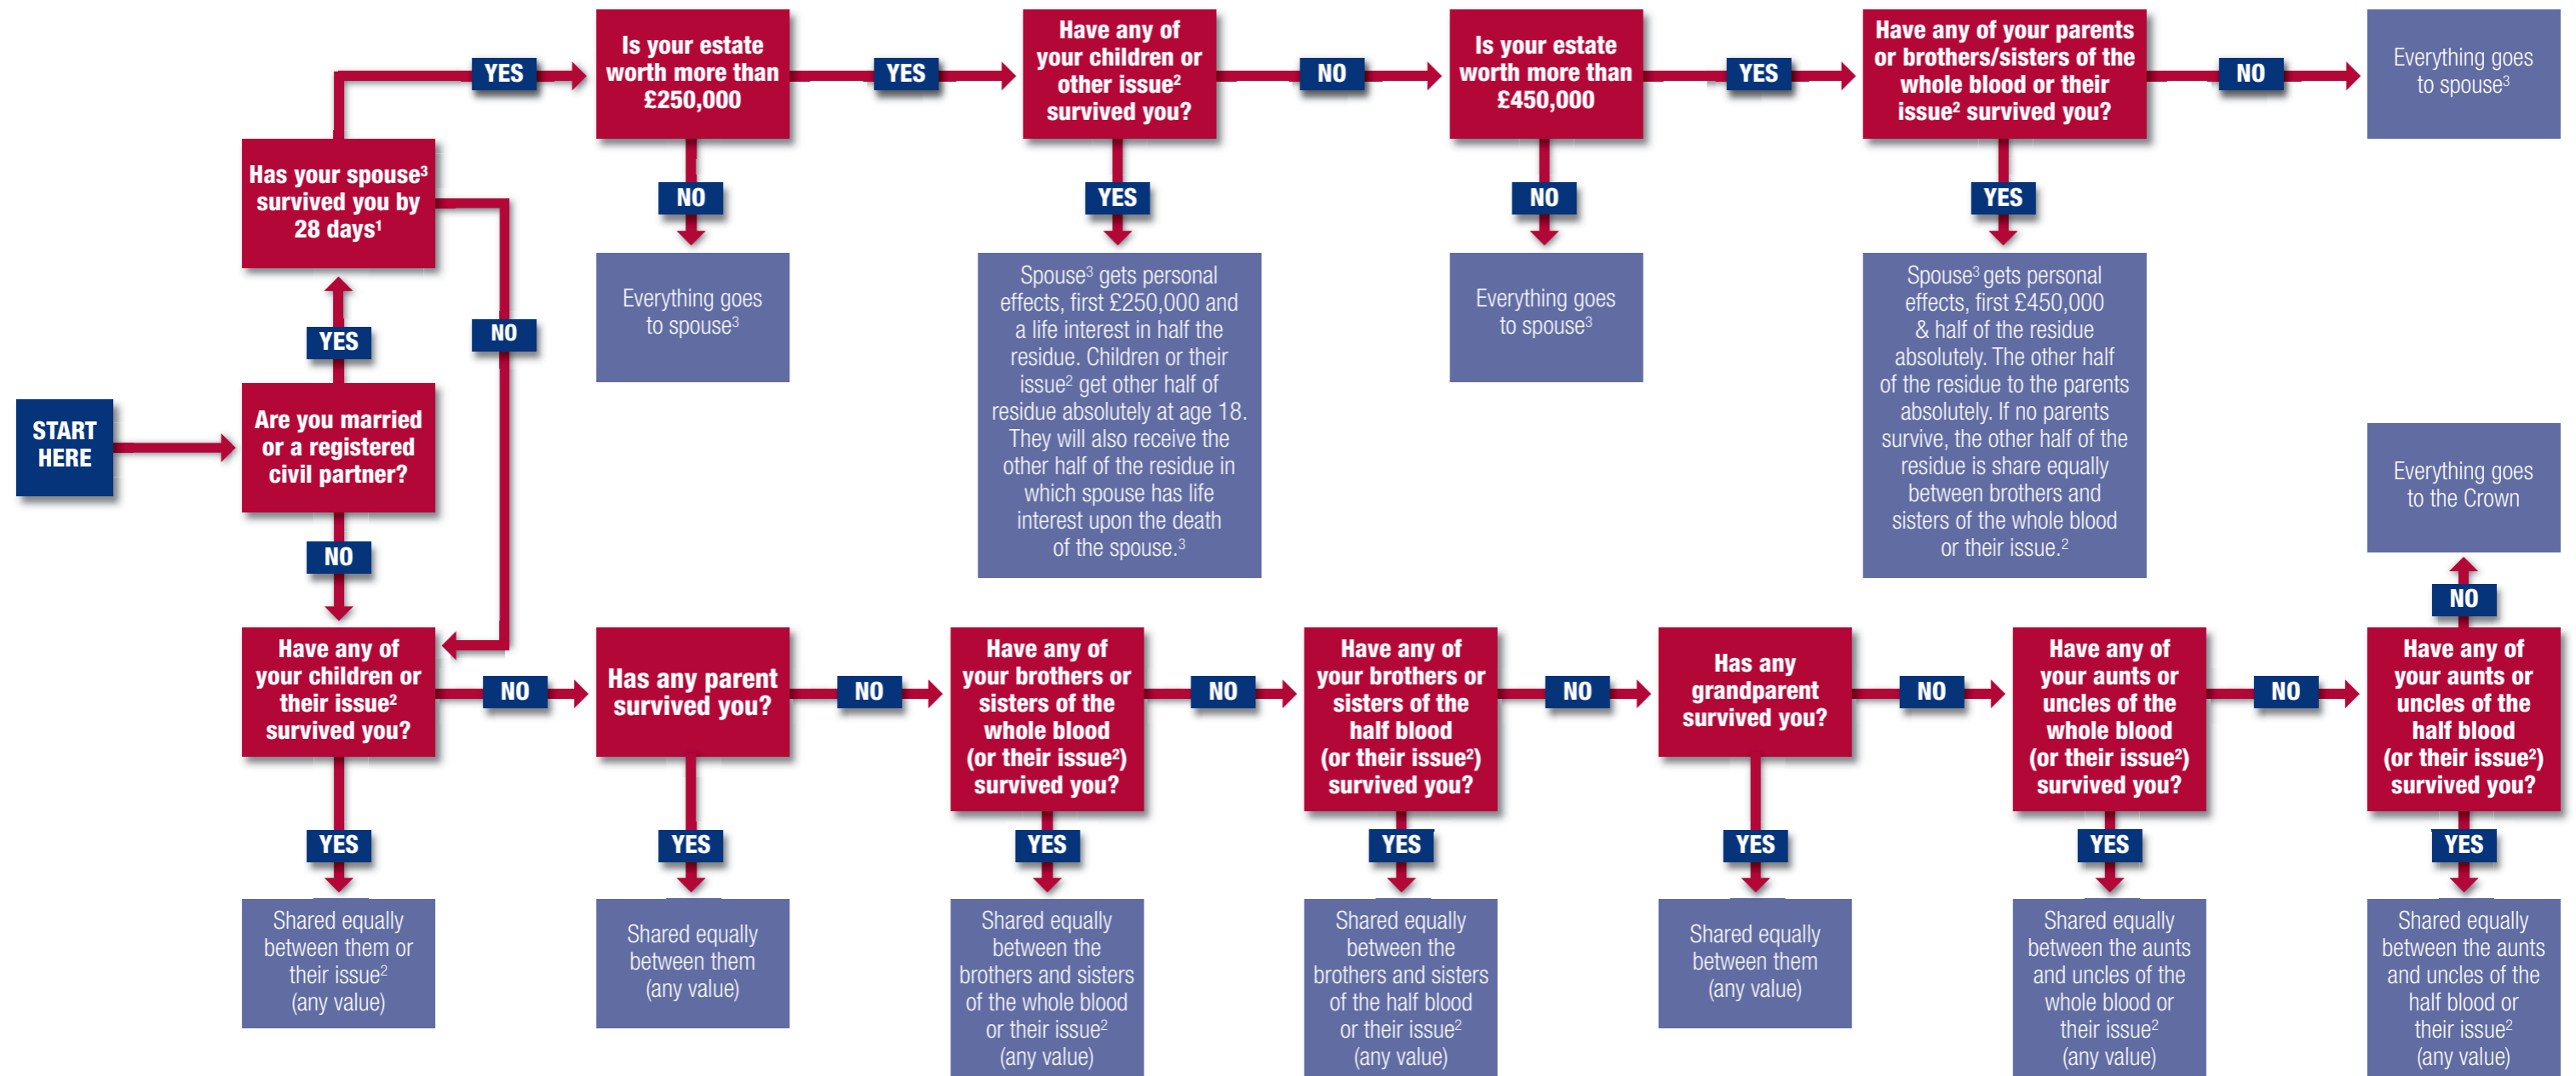 START
HERE
Are you married
or a registered
civil partner?
YES
Has your spouse³
survived you by
28 days¹
YES
Is your estate
worth more than
£250,000
NO
Everything goes
to spouse³
YES
Have any of
your children or
other issue²
survived you?
YES
Spouse³ gets personal
effects, first £250,000 and
a life interest in half the
residue. Children or their
issue² get other half of
residue absolutely at age 18.
They will also receive the
other half of the residue in
which spouse has life
interest upon the death
of the spouse.³
NO
Is your estate
worth more than
£450,000
NO
Everything goes
to spouse³
YES
Have any of your parents
or brothers/sisters of the
whole blood or their
issue² survived you?
YES
Spouse³ gets personal
effects, first £450,000
& half of the residue
absolutely. The other half
of the residue to the parents
absolutely. If no parents
survive, the other half of the
residue is share equally
between brothers and
sisters of the whole blood
or their issue.²
NO
Everything goes
to spouse³
NO
NO
Have any of
your children or
their issue²
survived you?
YES
Shared equally
between them or
their issue²
(any value)
NO
Has any parent
survived you?
YES
Shared equally
between them
(any value)
NO
Have any of
your brothers or
sisters of the
whole blood
(or their issue²)
survived you?
YES
Shared equally
between the
brothers and sisters
of the whole blood
or their issue²
(any value)
NO
Have any of
your brothers or
sisters of the
half blood
(or their issue²)
survived you?
YES
Shared equally
between the
brothers and sisters
of the half blood
or their issue²
(any value)
NO
Has any
grandparent
survived you?
YES
Shared equally
between them
(any value)
NO
Have any of
your aunts or
uncles of the
whole blood
(or their issue²)
survived you?
YES
Shared equally
between the aunts
and uncles of the
whole blood or
their issue²
(any value)
NO
Have any of
your aunts or
uncles of the
half blood
(or their issue²)
survived you?
YES
Shared equally
between the aunts
and uncles of the
half blood or
their issue²
(any value)
NO
Everything goes
to the Crown